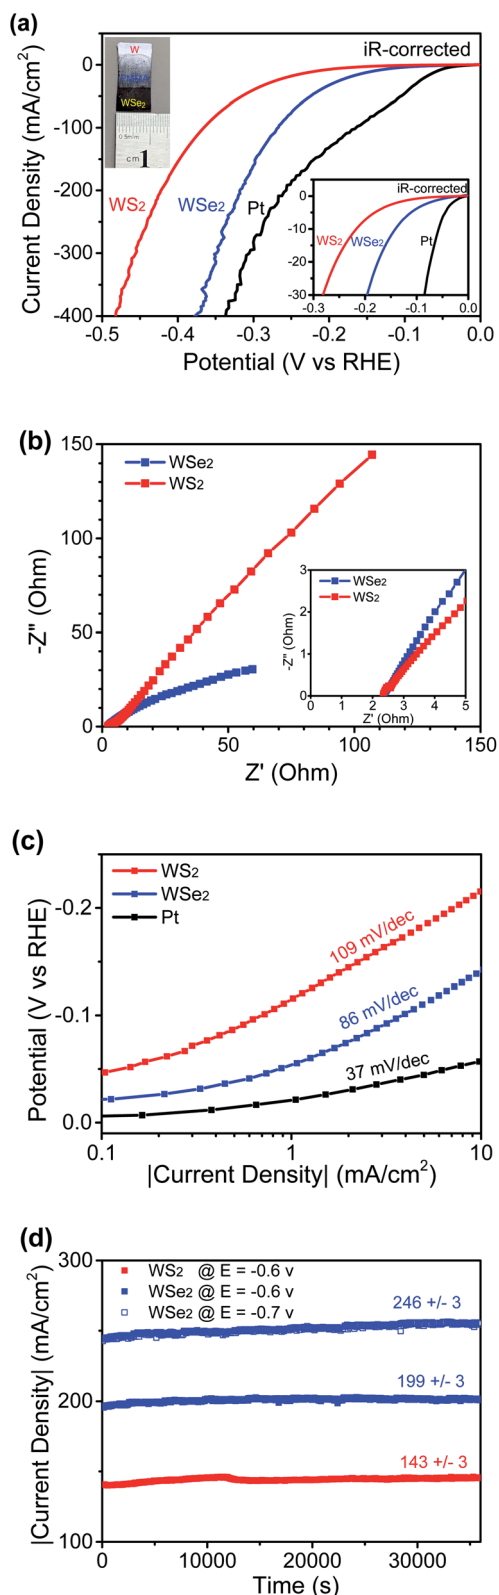 (a)
iR-corrected
W
WSe₂
0.5m/m
cm 1
WS₂
WSe₂
Pt
iR-corrected
WS₂
WSe₂
Pt
0
-10
-20
-30
-0.3
-0.2
-0.1
0.0
0
-100
-200
-300
-400
-0.5
-0.4
-0.3
-0.2
-0.1
0.0
Current Density (mA/cm²)
Potential (V vs RHE)
(b)
150
100
50
0
WSe₂
WS₂
3
2
1
0
WSe₂
WS₂
-Z" (Ohm)
0 1 2 3 4 5
Z' (Ohm)
-Z" (Ohm)
0 50 100 150
Z' (Ohm)
(c)
WS₂
WSe₂
Pt
109 mV/dec
86 mV/dec
37 mV/dec
-0.2
-0.1
0.0
Potential (V vs RHE)
0.1 1 10
|Current Density| (mA/cm²)
(d)
300
200
100
WS₂ @ E = -0.6 v
WSe₂ @ E = -0.6 v
WSe₂ @ E = -0.7 v
246 +/- 3
199 +/- 3
143 +/- 3
|Current Density| (mA/cm²)
0 10000 20000 30000
Time (s)